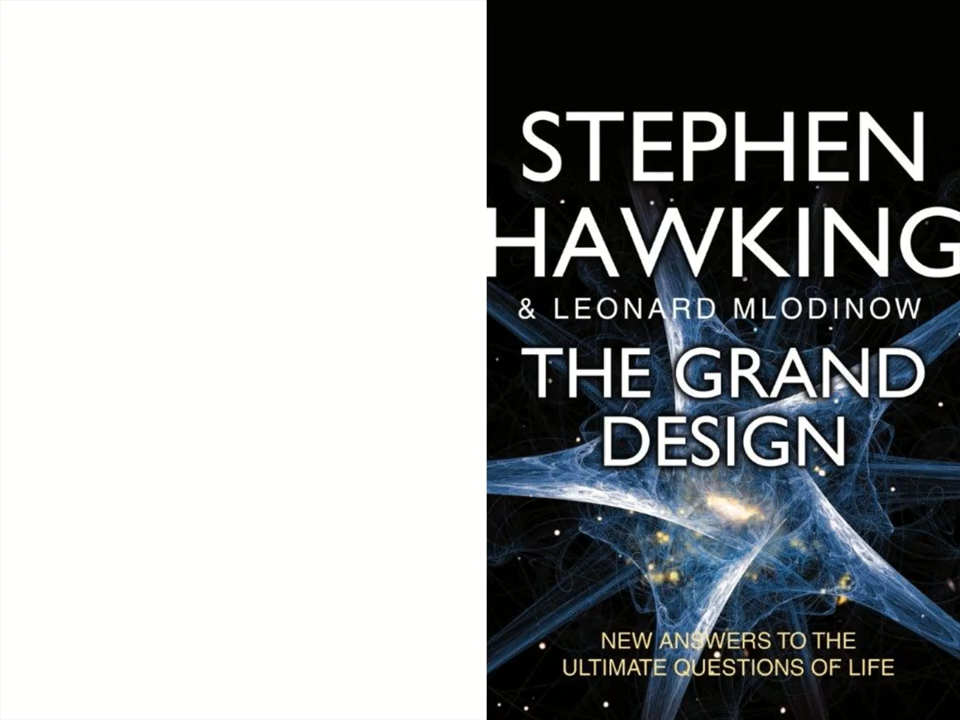 STEPHEN
HAWKING
& LEONARD MLODINOW
THE GRAND
DESIGN
NEW ANSWERS TO THE
ULTIMATE QUESTIONS OF LIFE